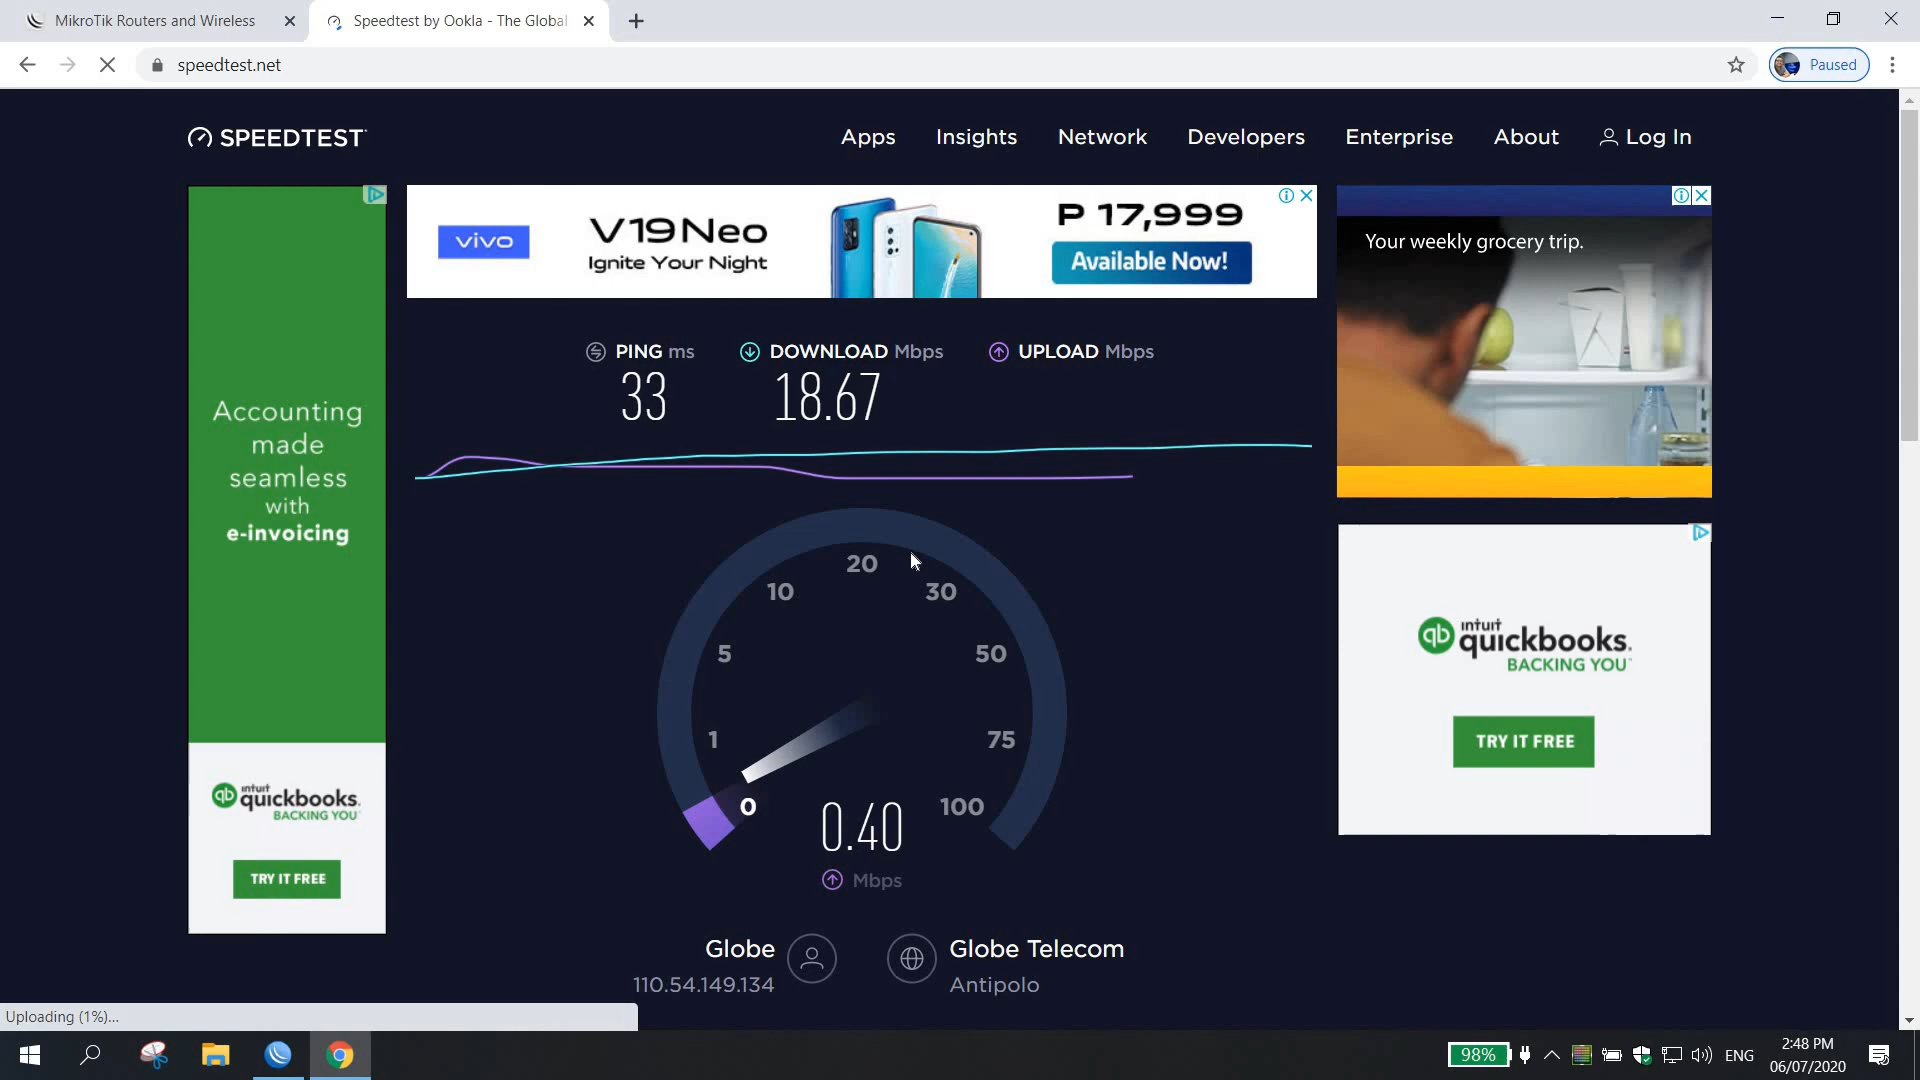 MikroTik Routers and Wireless
Speedtest by Ookla - The Global
speedtest.net
Paused
SPEEDTEST
Apps
Insights
Network
Developers
Enterprise
About
Log In
vivo
V19 Neo
Ignite Your Night
P 17,999
Available Now!
Your weekly grocery trip.
Accounting
made
seamless
with
e-invoicing
intuit
quickbooks.
BACKING YOU
TRY IT FREE
PING ms
33
DOWNLOAD Mbps
18.67
UPLOAD Mbps
0
1
5
10
20
30
50
75
100
0.40
Mbps
intuit
quickbooks.
BACKING YOU
TRY IT FREE
Globe
110.54.149.134
Globe Telecom
Antipolo
Uploading (1%)...
98%
ENG
2:48 PM
06/07/2020